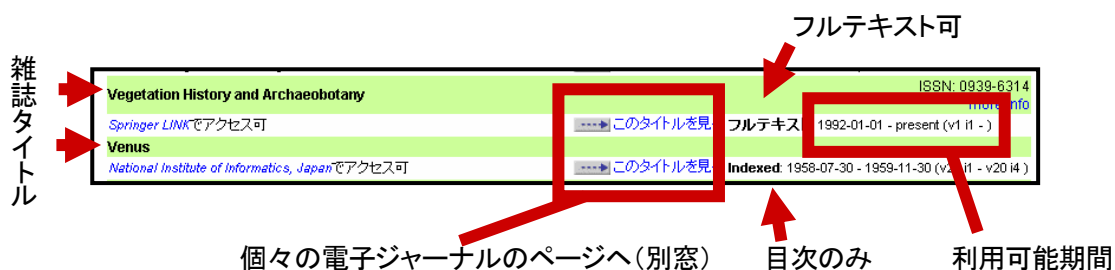 フルテキスト可
雑誌タイトル
Vegetation History and Archaeobotany
ISSN: 0939-6314
more info
Springer LINKでアクセス可
このタイトルを見
フルテキスト 1992-01-01 - present (v1 i1 - )
Venus
National Institute of Informatics, Japanでアクセス可
このタイトルを見
Indexed: 1958-07-30 - 1959-11-30 (v2 i1 - v20 i4 )
個々の電子ジャーナルのページへ(別窓)
目次のみ
利用可能期間